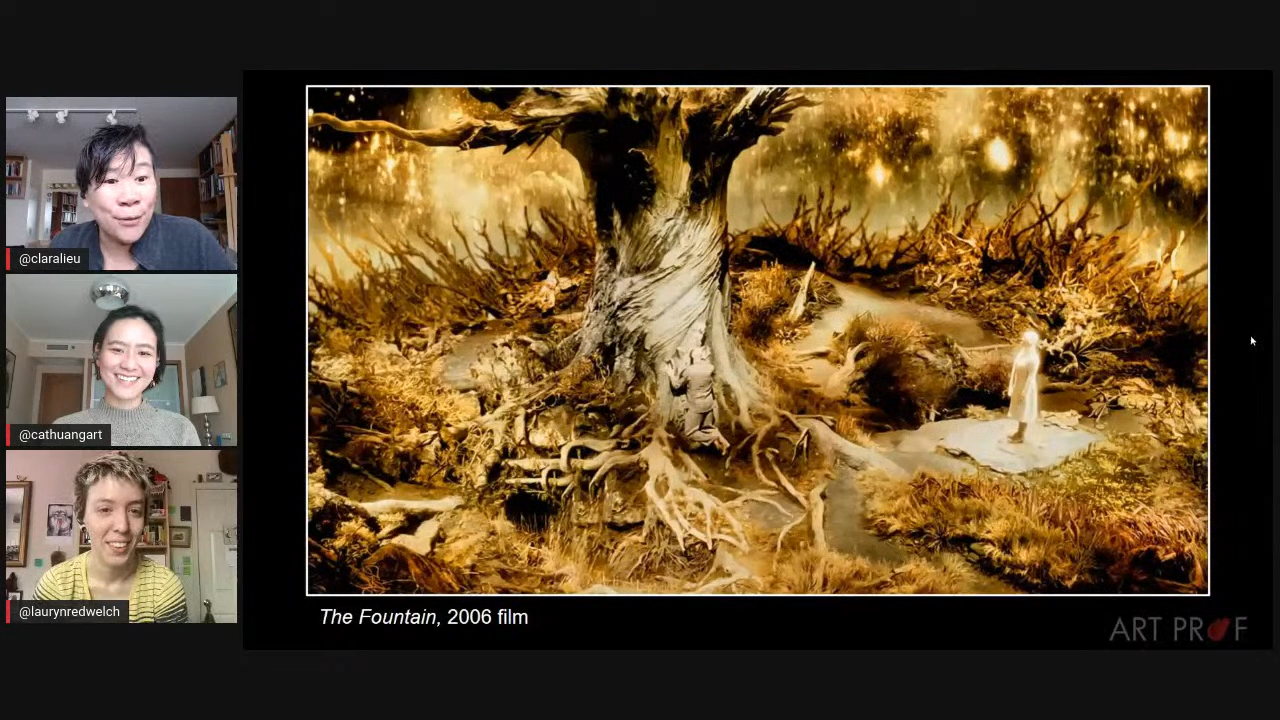 @claralieu
@cathuangart
@laurynredwelch
The Fountain, 2006 film
ART PROF